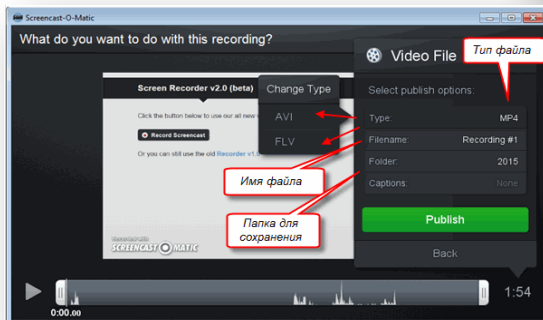 Screencast-O-Matic
What do you want to do with this recording?
Video File
Тип файла
Screen Recorder v2.0 (beta)
Change Type
Select publish options:
Click the button below to use our all new
AVI
Type: MP4
Record Screencast
FLV
Filename: Recording #1
Or you can still use the old Recorder v1.0
Folder: 2015
Имя файла
Captions: None
Папка для
сохранения
Publish
Back
SCREENCAST-O-MATIC
0:00.00
1:54